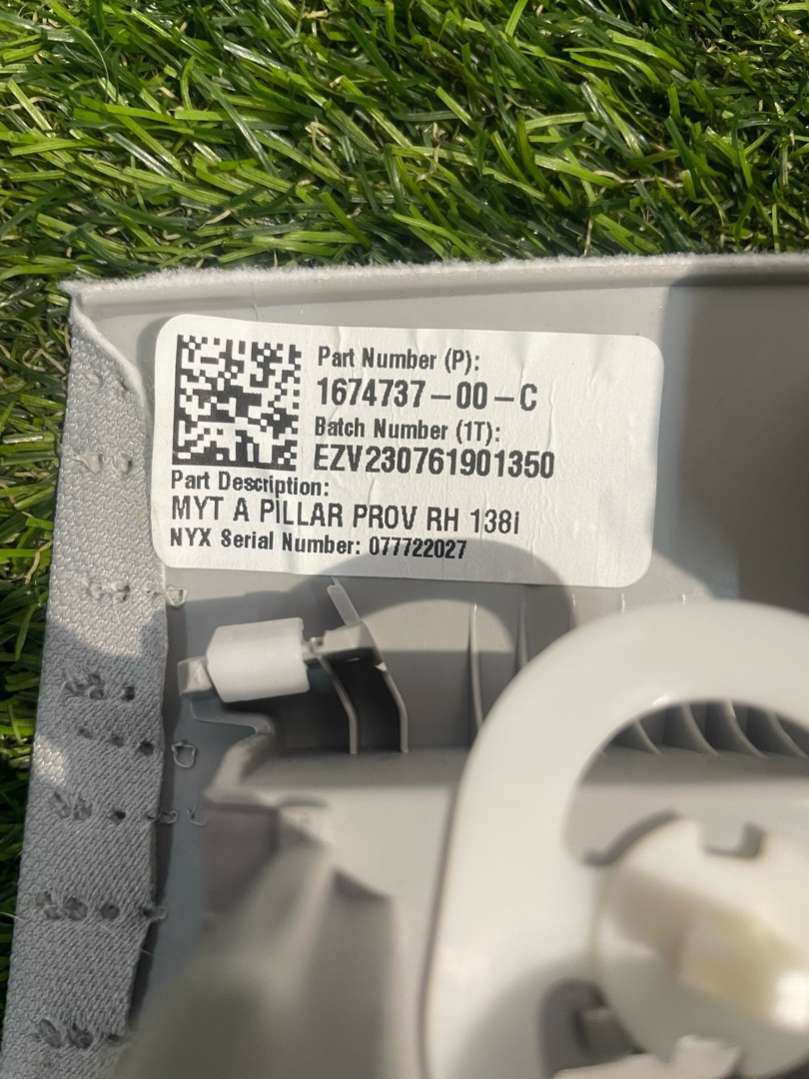 Part Number (P):
1674737-00-C
Batch Number (1T):
EZV230761901350
Part Description:
MYT A PILLAR PROV RH 138i
NYX Serial Number: 077722027